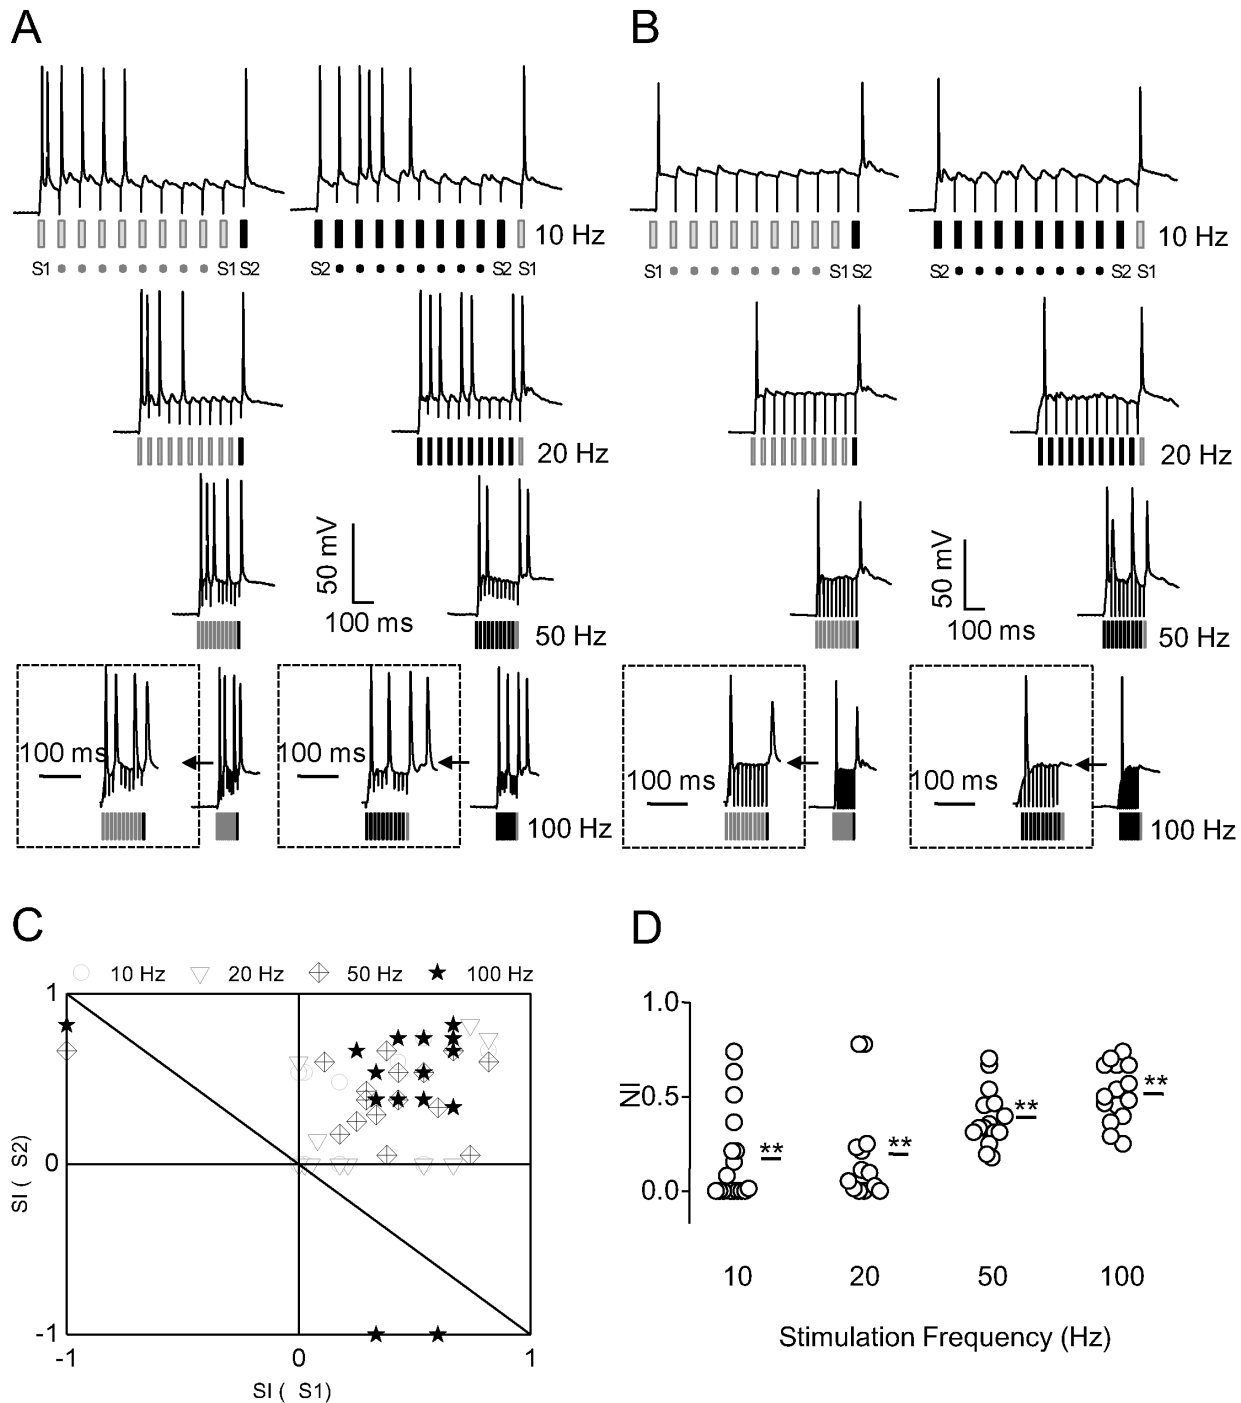 A
B
10 Hz
10 Hz
S1 S1 S2 S2 S2 S1
S1 S1 S2 S2 S2 S1
20 Hz
20 Hz
50 mV
100 ms
50 Hz
50 mV
100 ms
50 Hz
100 ms
100 ms
100 Hz
100 ms
100 ms
100 Hz
C
10 Hz 20 Hz 50 Hz 100 Hz
1
0
-1
-1 0 1
SI ( S2)
SI ( S1)
D
NI
1.0
0.5
0.0
** ** ** **
10 20 50 100
Stimulation Frequency (Hz)